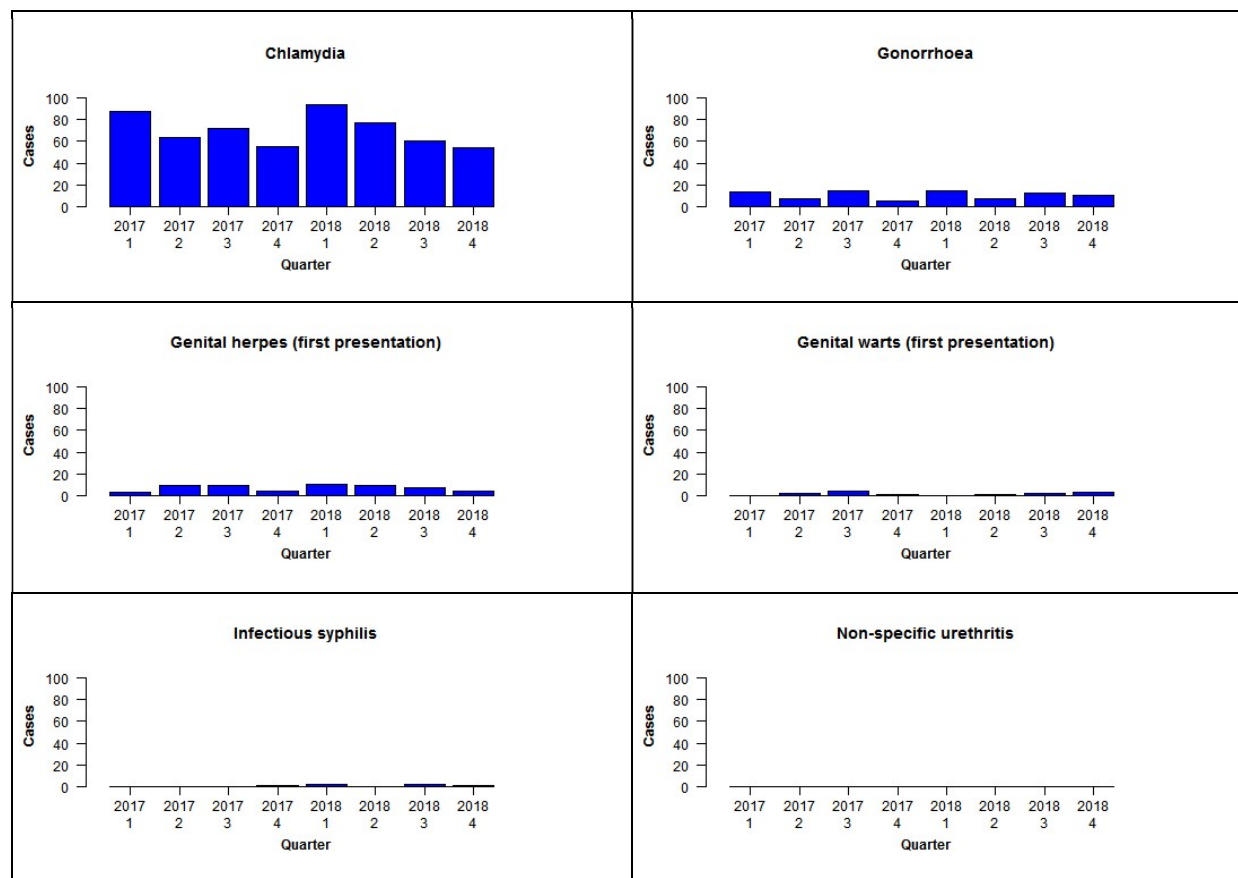 Chlamydia
Cases
100
80
60
40
20
0
2017 2017 2017 2017 2018 2018 2018 2018
1 2 3 4 1 2 3 4
Quarter
Gonorrhoea
Cases
100
80
60
40
20
0
2017 2017 2017 2017 2018 2018 2018 2018
1 2 3 4 1 2 3 4
Quarter
Genital herpes (first presentation)
Cases
100
80
60
40
20
0
2017 2017 2017 2017 2018 2018 2018 2018
1 2 3 4 1 2 3 4
Quarter
Genital warts (first presentation)
Cases
100
80
60
40
20
0
2017 2017 2017 2017 2018 2018 2018 2018
1 2 3 4 1 2 3 4
Quarter
Infectious syphilis
Cases
100
80
60
40
20
0
2017 2017 2017 2017 2018 2018 2018 2018
1 2 3 4 1 2 3 4
Quarter
Non-specific urethritis
Cases
100
80
60
40
20
0
2017 2017 2017 2017 2018 2018 2018 2018
1 2 3 4 1 2 3 4
Quarter